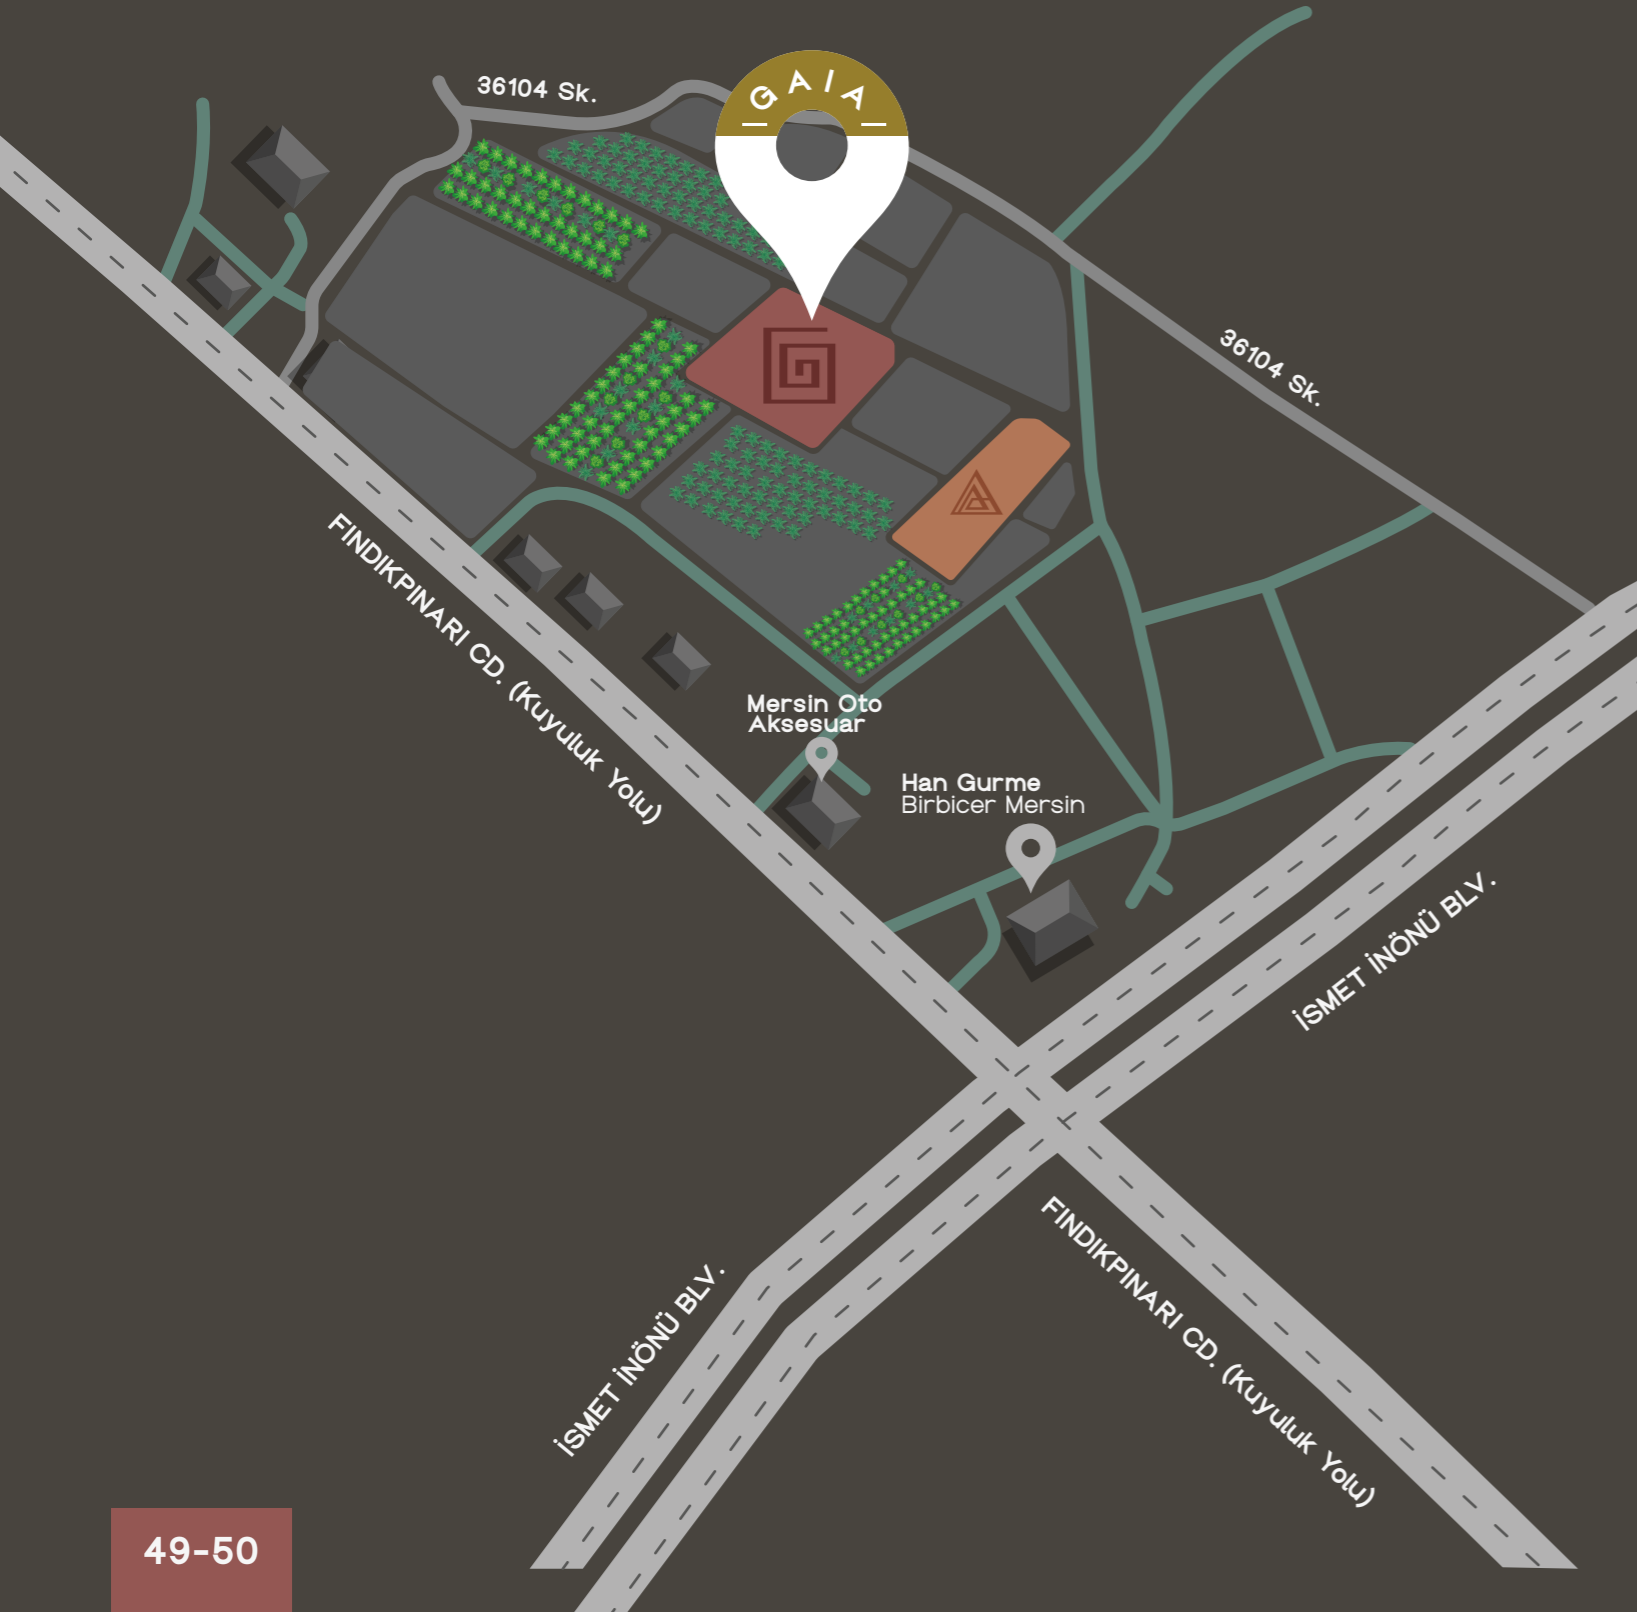 36104 Sk.
GAIA
36104 Sk.
FINDIKPINARI CD. (Kuyuluk Yolu)
Mersin Oto
Aksesuar
Han Gurme
Birbicer Mersin
İSMET İNÖNÜ BLV.
İSMET İNÖNÜ BLV.
FINDIKPINARI CD. (Kuyuluk Yolu)
49-50